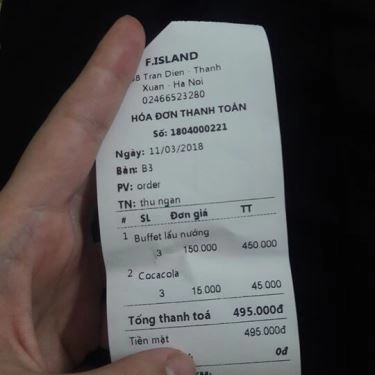 F.ISLAND
8 Tran Dien - Thanh
Xuan - Ha Noi
02466523280
HÓA ĐƠN THANH TOÁN
Số: 1804000221
Ngày: 11/03/2018
Bàn: B3
PV: order
TN: thu ngan
# SL Đơn giá TT
1 Buffet lẩu nướng
3 150.000 450.000
2 Cocacola
3 15.000 45.000
Tổng thanh toá 495.000đ
Tiền mặt 495.000đ
0đ